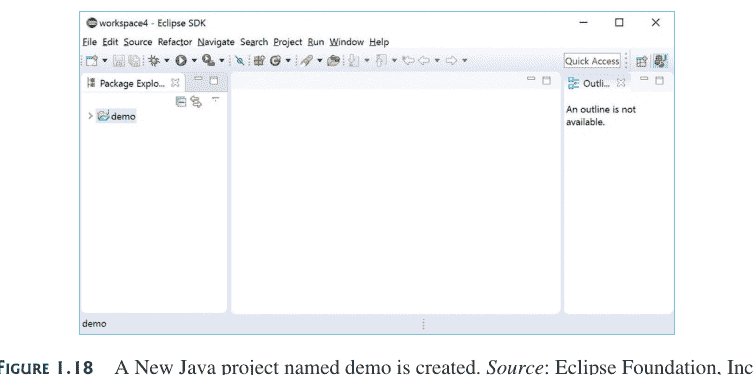 workspace4 - Eclipse SDK
File Edit Source Refactor Navigate Search Project Run Window Help
Quick Access
Package Explo...
Outli...
demo
An outline is not
available.
demo
FIGURE 1.18 A New Java project named demo is created. Source: Eclipse Foundation, Inc